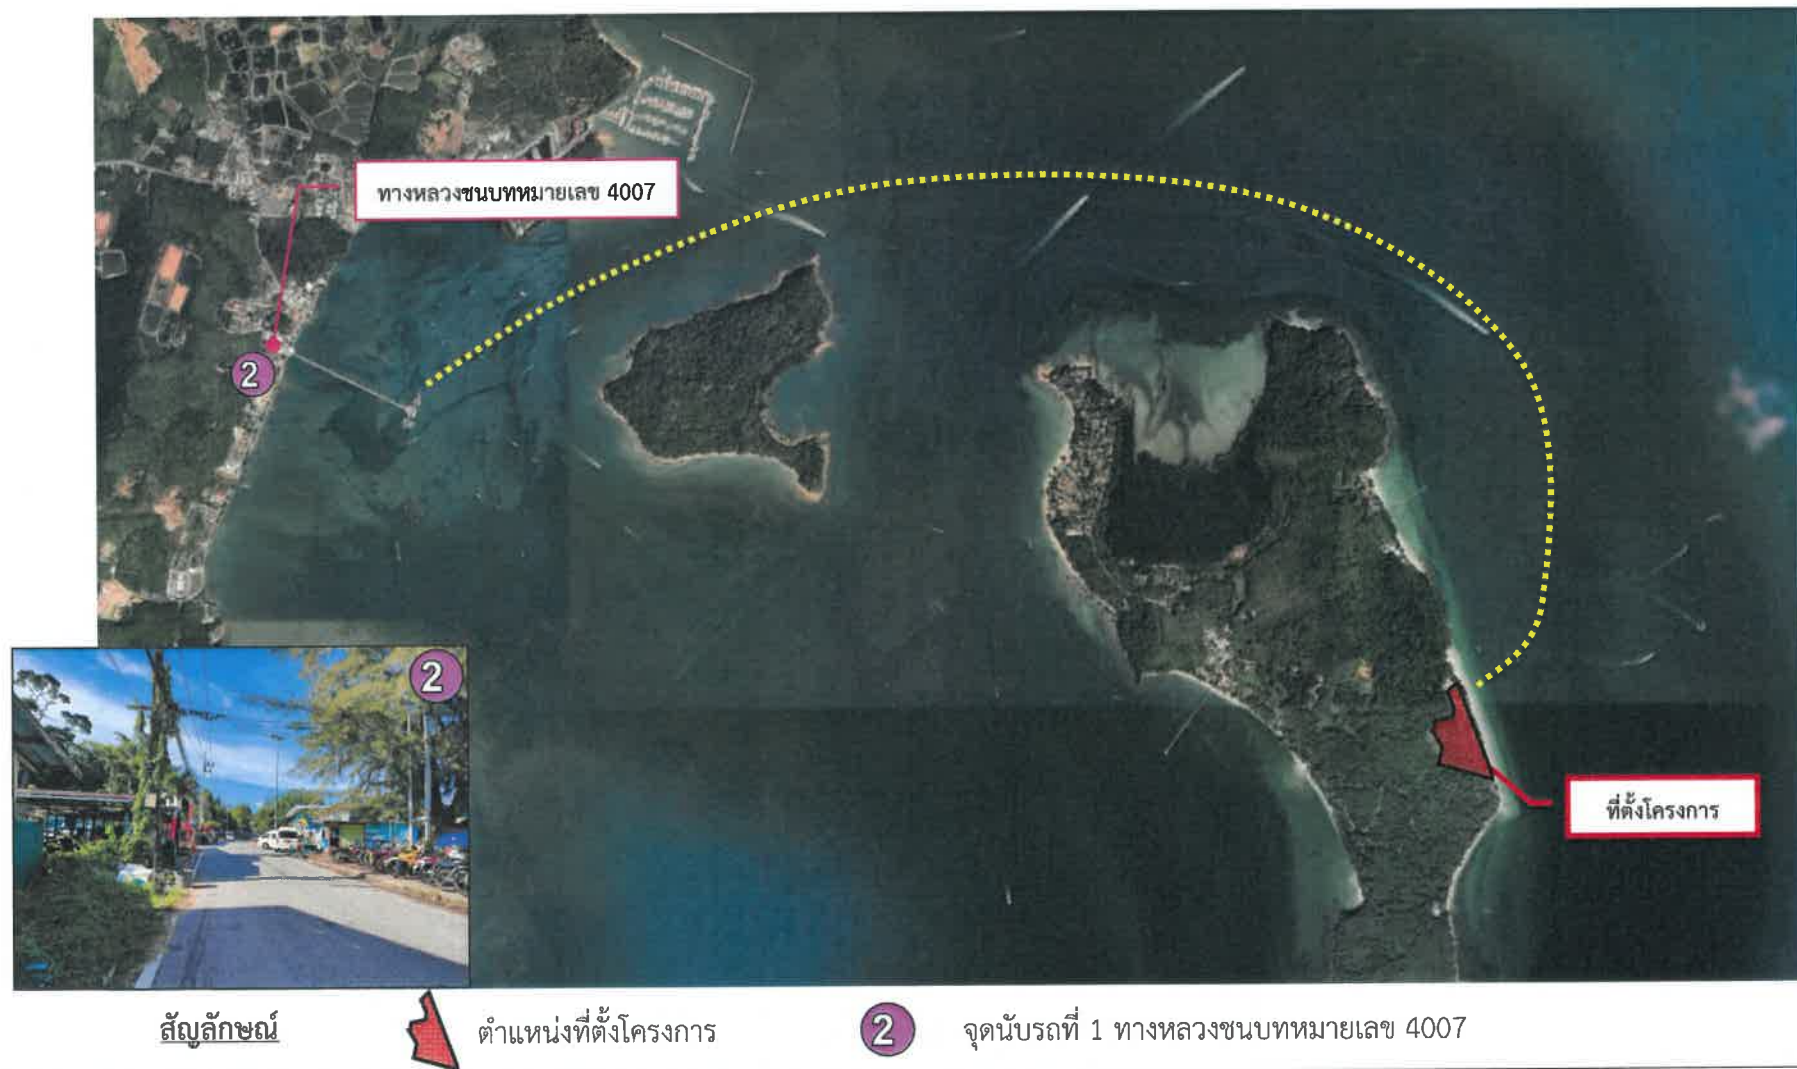 ทางหลวงชนบทหมายเลข 4007
2
2
ที่ตั้งโครงการ
สัญลักษณ์
ตำแหน่งที่ตั้งโครงการ
2
จุดนับรถที่ 1 ทางหลวงชนบทหมายเลข 4007